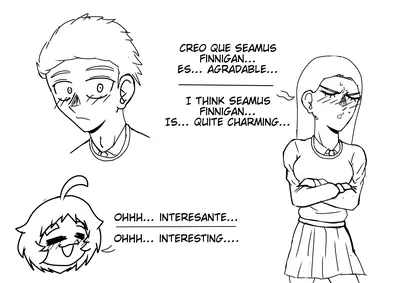 CREO QUE SEAMUS
FINNIGAN...
ES... AGRADABLE...
I THINK SEAMUS
FINNIGAN...
IS... QUITE CHARMING...
OHHH... INTERESANTE...
OHHH... INTERESTING....